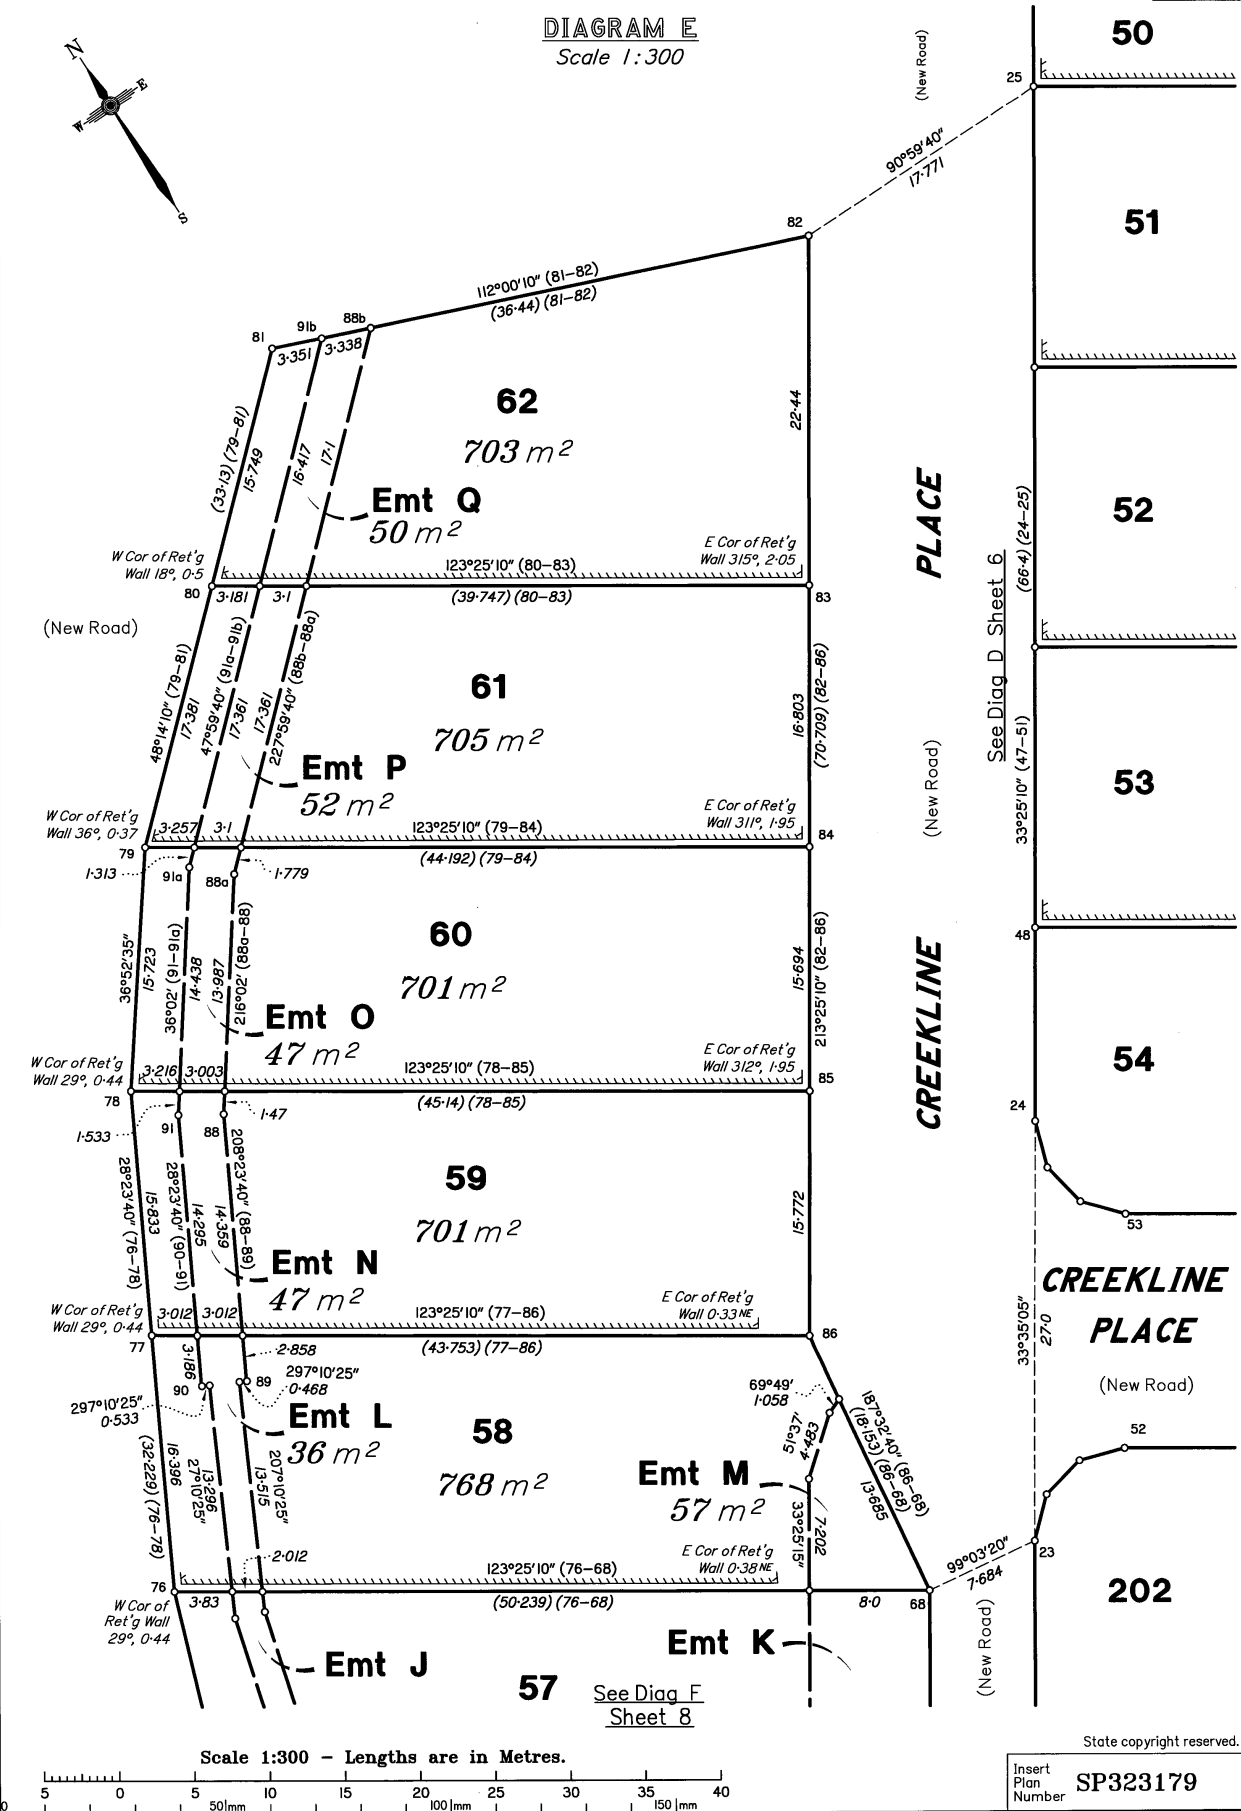 DIAGRAM E
Scale 1:300
N
E
W
S
(New Road)
50
25
90°59'40"
17·771
51
82
112°00'10" (81-82)
(36·44) (81-82)
81
91b
88b
3·351
3·338
62
703 m²
22·44
(33·13) (79-81)
15·749
16·417
17·1
Emt Q
50 m²
PLACE
52
(66·4) (24-25)
See Diag D Sheet 6
W Cor of Ret'g
Wall 18°, 0·5
123°25'10" (80-83)
E Cor of Ret'g
Wall 315°, 2·05
80
3·181
3·1
(39·747) (80-83)
83
(New Road)
48°14'10" (79-81)
17·381
47°59'40" (91a-91b)
17·361
17·361
227°59'40" (88b-88a)
61
705 m²
16·803
(70·709) (82-86)
Emt P
52 m²
(New Road)
33°25'10" (47-51)
53
W Cor of Ret'g
Wall 36°, 0·37
3·257
3·1
123°25'10" (79-84)
E Cor of Ret'g
Wall 311°, 1·95
84
79
(44·192) (79-84)
1·313
91a
88a
1·779
48
36°52'35"
15·723
36°02' (91-91a)
14·438
13·987
216°02' (88a-88)
60
701 m²
15·694
213°25'10" (82-86)
Emt O
47 m²
CREEKLINE
54
W Cor of Ret'g
Wall 29°, 0·44
3·216
3·003
123°25'10" (78-85)
E Cor of Ret'g
Wall 312°, 1·95
85
78
(45·14) (78-85)
24
1·533
91
88
1·47
28°23'40" (76-78)
15·833
28°23'40" (90-91)
14·295
14·359
208°23'40" (88-89)
59
701 m²
15·772
53
Emt N
47 m²
CREEKLINE
PLACE
(New Road)
33°35'05"
27·0
W Cor of Ret'g
Wall 29°, 0·44
3·012
3·012
123°25'10" (77-86)
E Cor of Ret'g
Wall 0·33 NE
86
77
(43·753) (77-86)
3·186
2·858
90
89
297°10'25"
0·468
297°10'25"
0·533
69°49'
1·058
Emt L
36 m²
58
768 m²
51°37'
4·483
187°32'40" (86-68)
(18·153) (86-68)
13·685
52
16·396
(32·229) (76-78)
13·296
27°10'25"
13·515
207°10'25"
Emt M
57 m²
7·202
33°25'15"
2·012
123°25'10" (76-68)
E Cor of Ret'g
Wall 0·38 NE
99°03'20"
7·684
23
76
3·83
(50·239) (76-68)
8·0
68
202
W Cor of
Ret'g Wall
29°, 0·44
Emt J
Emt K
(New Road)
57
See Diag F
Sheet 8
Scale 1:300 – Lengths are in Metres.
5 0 5 10 15 20 25 30 35 40
0 50 mm 100 mm 150 mm
State copyright reserved.
Insert
Plan
Number
SP323179